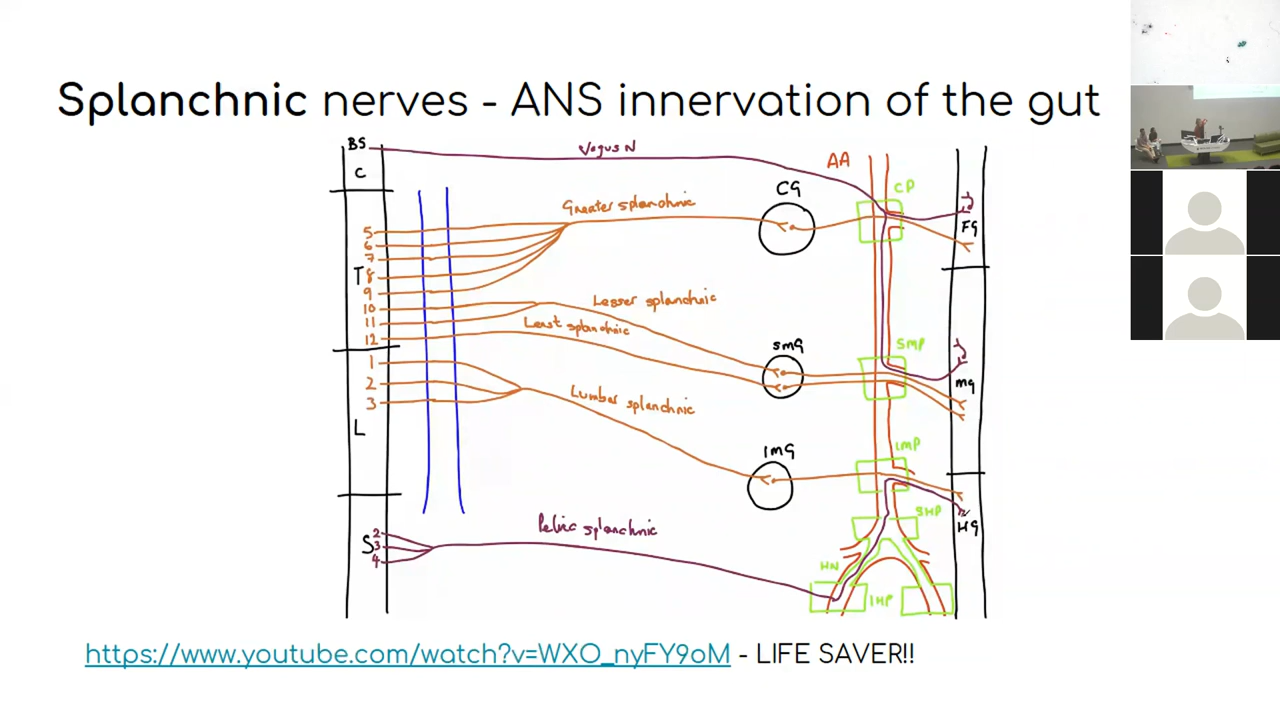 Splanchnic nerves - ANS innervation of the gut
BS
C
Vagus N
AA
CG
CP
Greater splanchnic
FG
5
6
7
T 8
9
10
11
12
Lesser splanchnic
Least splanchnic
SMG
SMP
MG
1
2
3
L
Lumbar splanchnic
IMG
IMP
SHP
HG
S 2
3
4
Pelvic splanchnic
HN
IHP
https://www.youtube.com/watch?v=WXO_nyFY9oM - LIFE SAVER!!